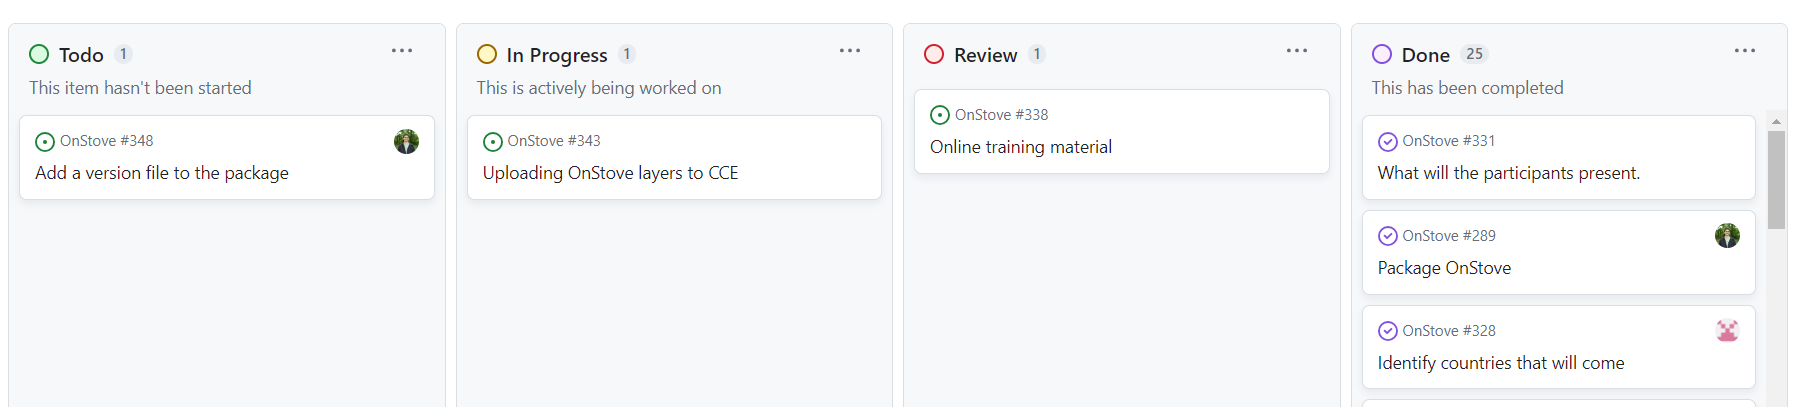 Todo 1
This item hasn't been started
OnStove #348
Add a version file to the package
In Progress 1
This is actively being worked on
OnStove #343
Uploading OnStove layers to CCE
Review 1
OnStove #338
Online training material
Done 25
This has been completed
OnStove #331
What will the participants present.
OnStove #289
Package OnStove
OnStove #328
Identify countries that will come